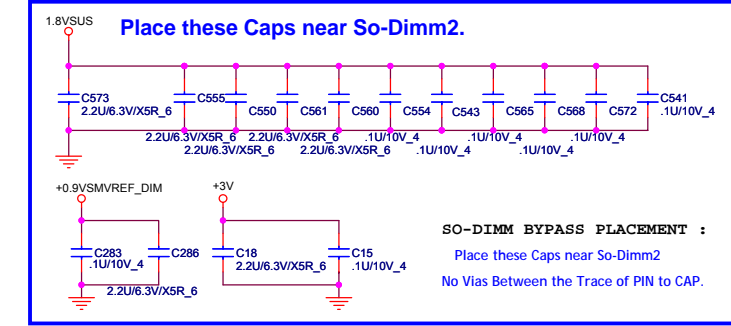 1.8VSUS
Place these Caps near So-Dimm2.
C573 C555 C550 C561 C560 C554 C543 C565 C568 C572 C541
2.2U/6.3V/X5R_6 .1U/10V_4
2.2U/6.3V/X5R_6 2.2U/6.3V/X5R_6 .1U/10V_4 .1U/10V_4 .1U/10V_4
2.2U/6.3V/X5R_6 2.2U/6.3V/X5R_6 .1U/10V_4 .1U/10V_4
+0.9VSMVREF_DIM +3V
SO-DIMM BYPASS PLACEMENT :
C283 C286 C18 C15
Place these Caps near So-Dimm2
.1U/10V_4 2.2U/6.3V/X5R_6 .1U/10V_4
No Vias Between the Trace of PIN to CAP.
2.2U/6.3V/X5R_6